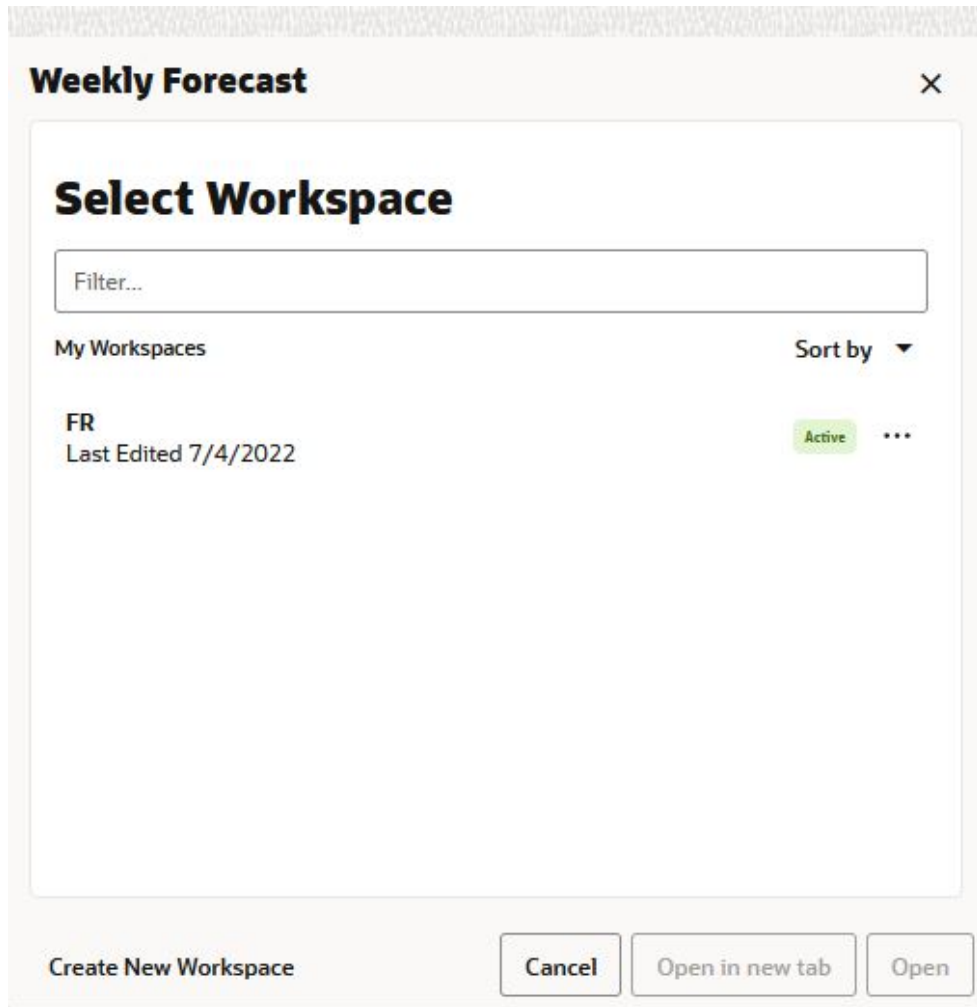 Weekly Forecast
Select Workspace
Filter...
My Workspaces Sort by
FR
Last Edited 7/4/2022
Active ...
Create New Workspace Cancel Open in new tab Open